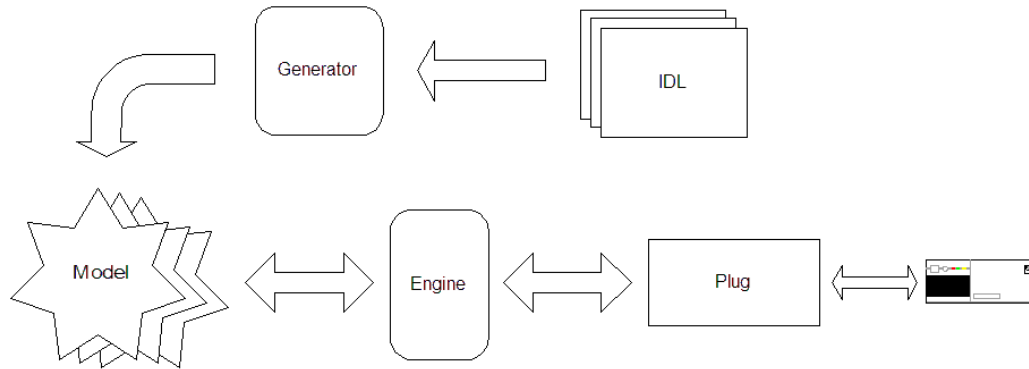 Generator
IDL
Model
Engine
Plug